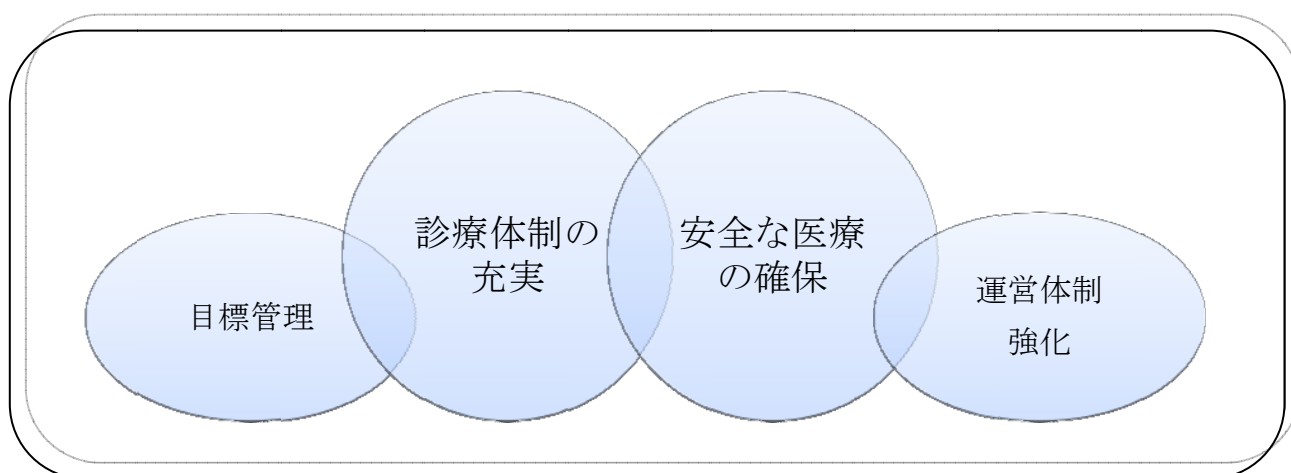 目標管理
診療体制の
充実
安全な医療
の確保
運営体制
強化